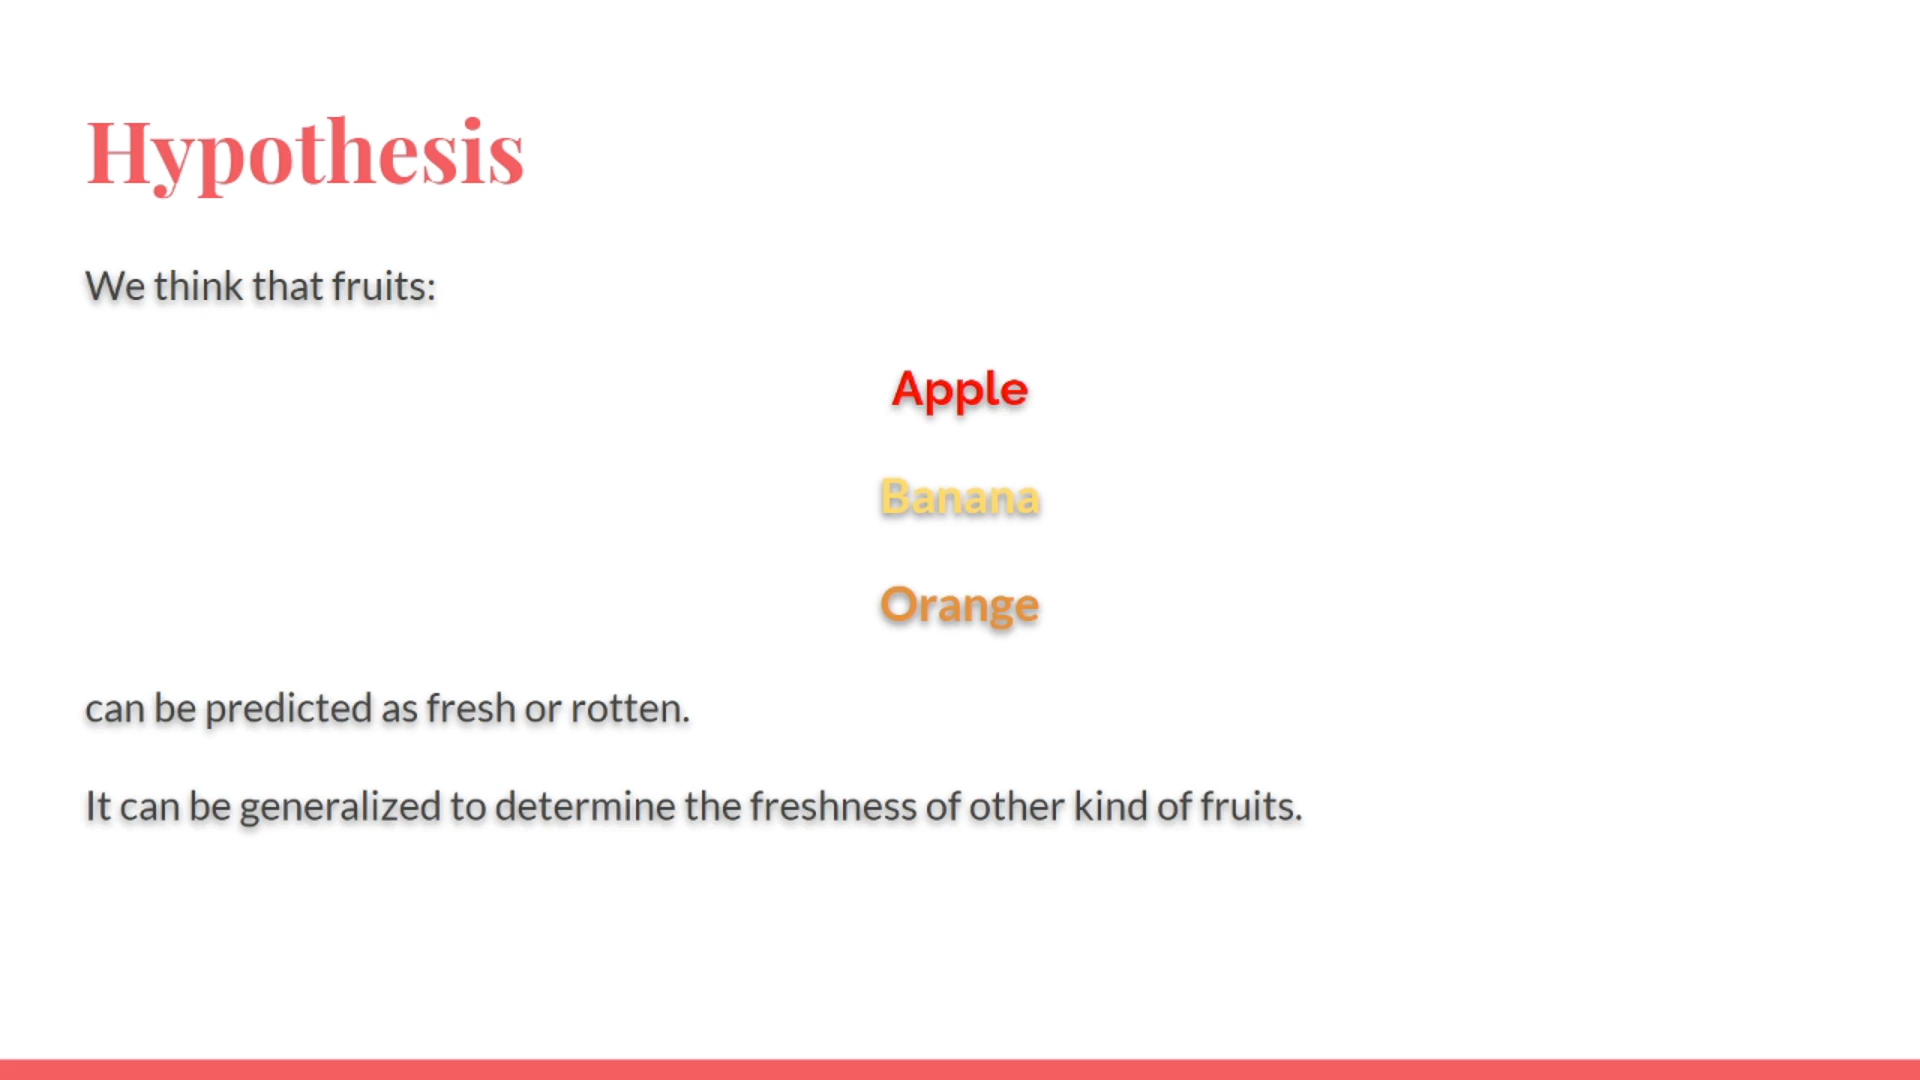 Hypothesis
We think that fruits:
Apple
Banana
Orange
can be predicted as fresh or rotten.
It can be generalized to determine the freshness of other kind of fruits.